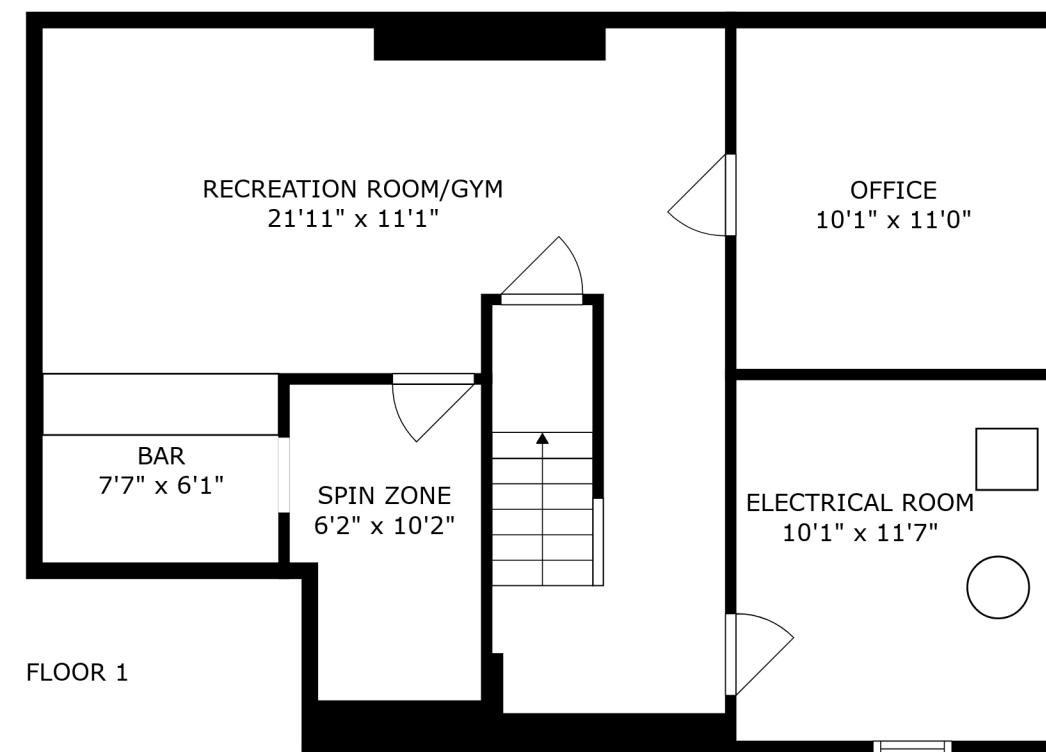 RECREATION ROOM/GYM
21'11" x 11'1"
OFFICE
10'1" x 11'0"
BAR
7'7" x 6'1"
SPIN ZONE
6'2" x 10'2"
ELECTRICAL ROOM
10'1" x 11'7"
FLOOR 1